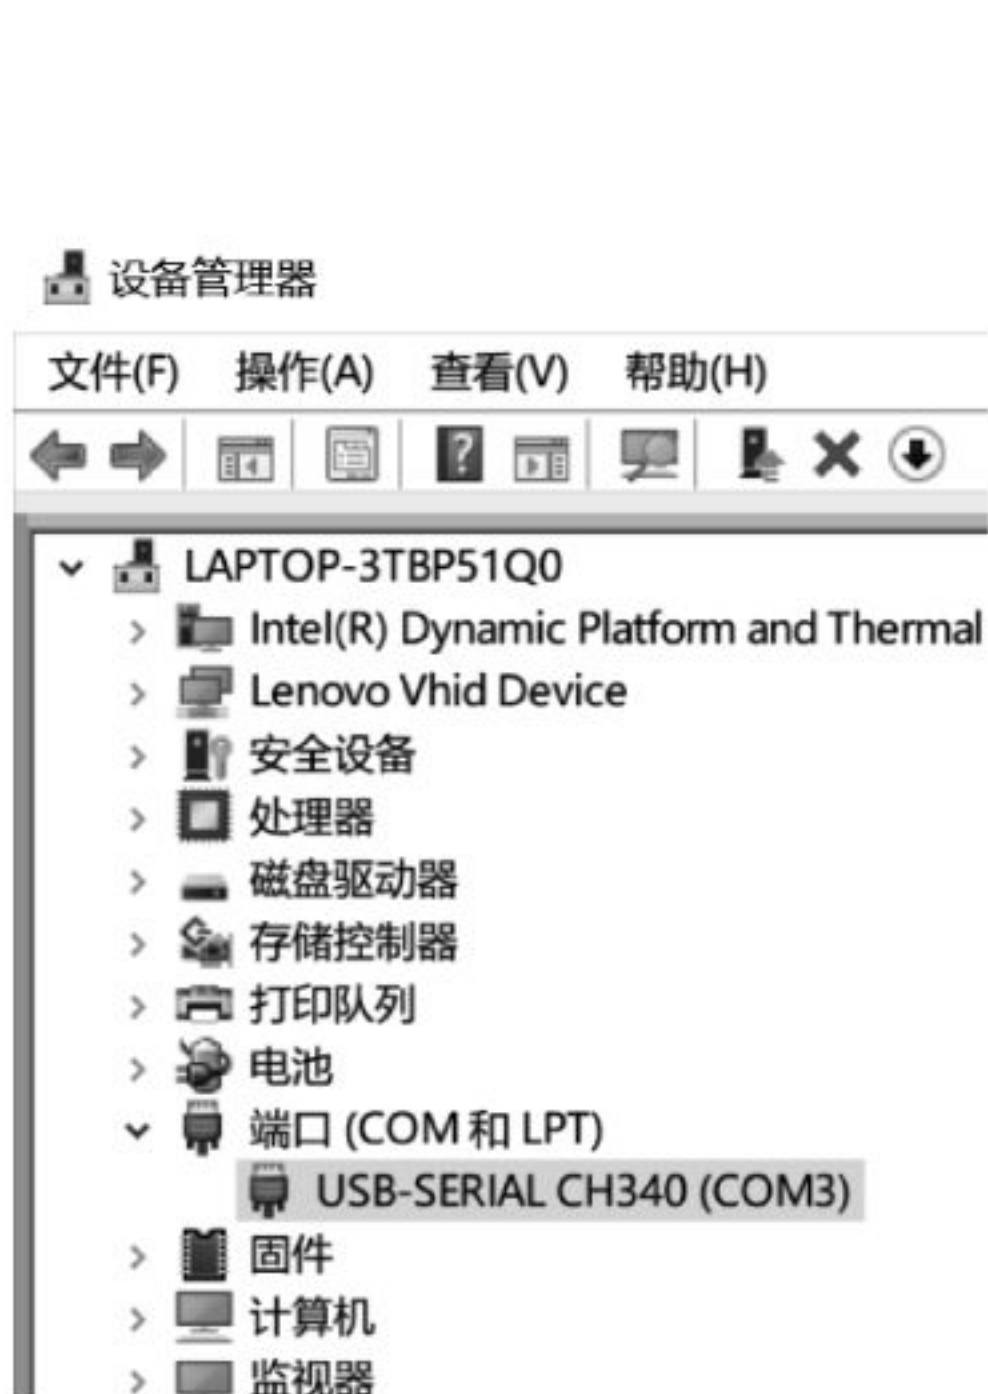 设备管理器
文件(F) 操作(A) 查看(V) 帮助(H)
LAPTOP-3TBP51Q0
Intel(R) Dynamic Platform and Thermal
Lenovo Vhid Device
安全设备
处理器
磁盘驱动器
存储控制器
打印队列
电池
端口 (COM 和 LPT)
USB-SERIAL CH340 (COM3)
固件
计算机
监视器